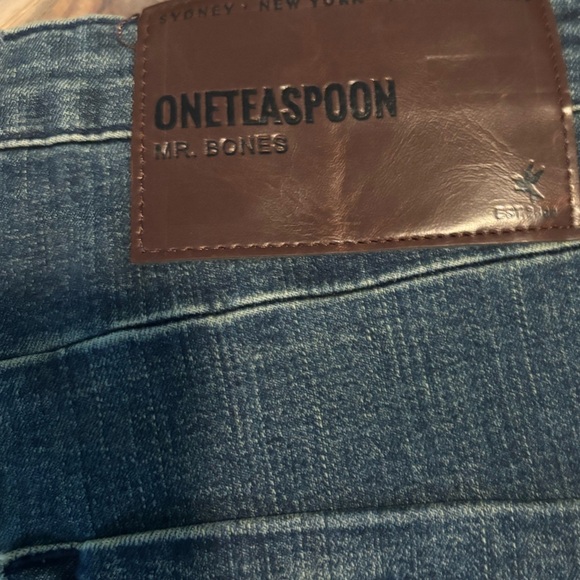 SYDNEY • NEW YORK
ONETEASPOON
MR. BONES